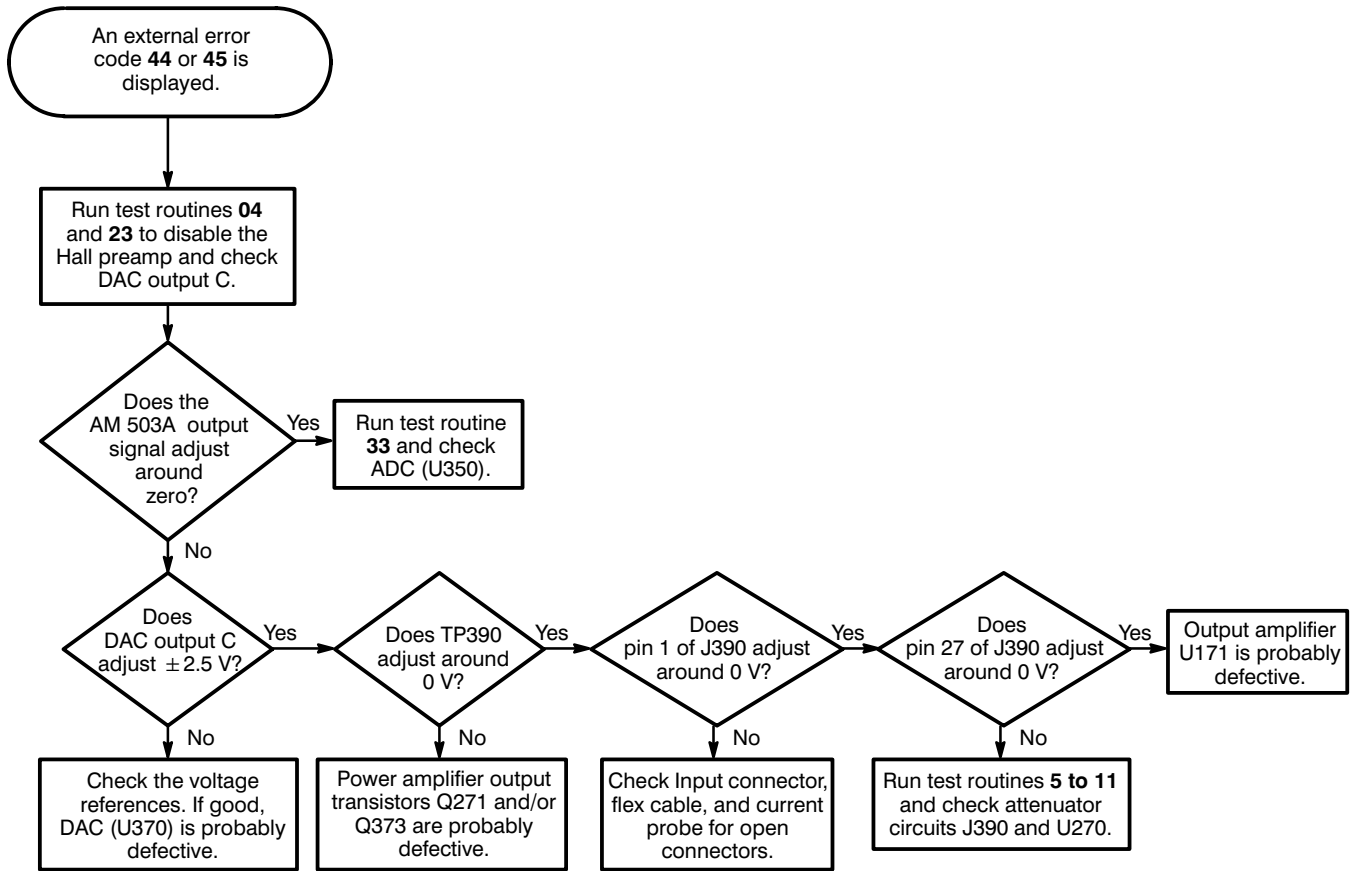 An external error
code 44 or 45 is
displayed.
Run test routines 04
and 23 to disable the
Hall preamp and check
DAC output C.
Does the
AM 503A output
signal adjust
around
zero?
Yes
Run test routine
33 and check
ADC (U350).
No
Does
DAC output C
adjust ±2.5 V?
Yes
Does TP390
adjust around
0 V?
Yes
Does
pin 1 of J390 adjust
around 0 V?
Yes
Does
pin 27 of J390 adjust
around 0 V?
Yes
Output amplifier
U171 is probably
defective.
No
No
No
No
Check the voltage
references. If good,
DAC (U370) is probably
defective.
Power amplifier output
transistors Q271 and/or
Q373 are probably
defective.
Check Input connector,
flex cable, and current
probe for open
connectors.
Run test routines 5 to 11
and check attenuator
circuits J390 and U270.